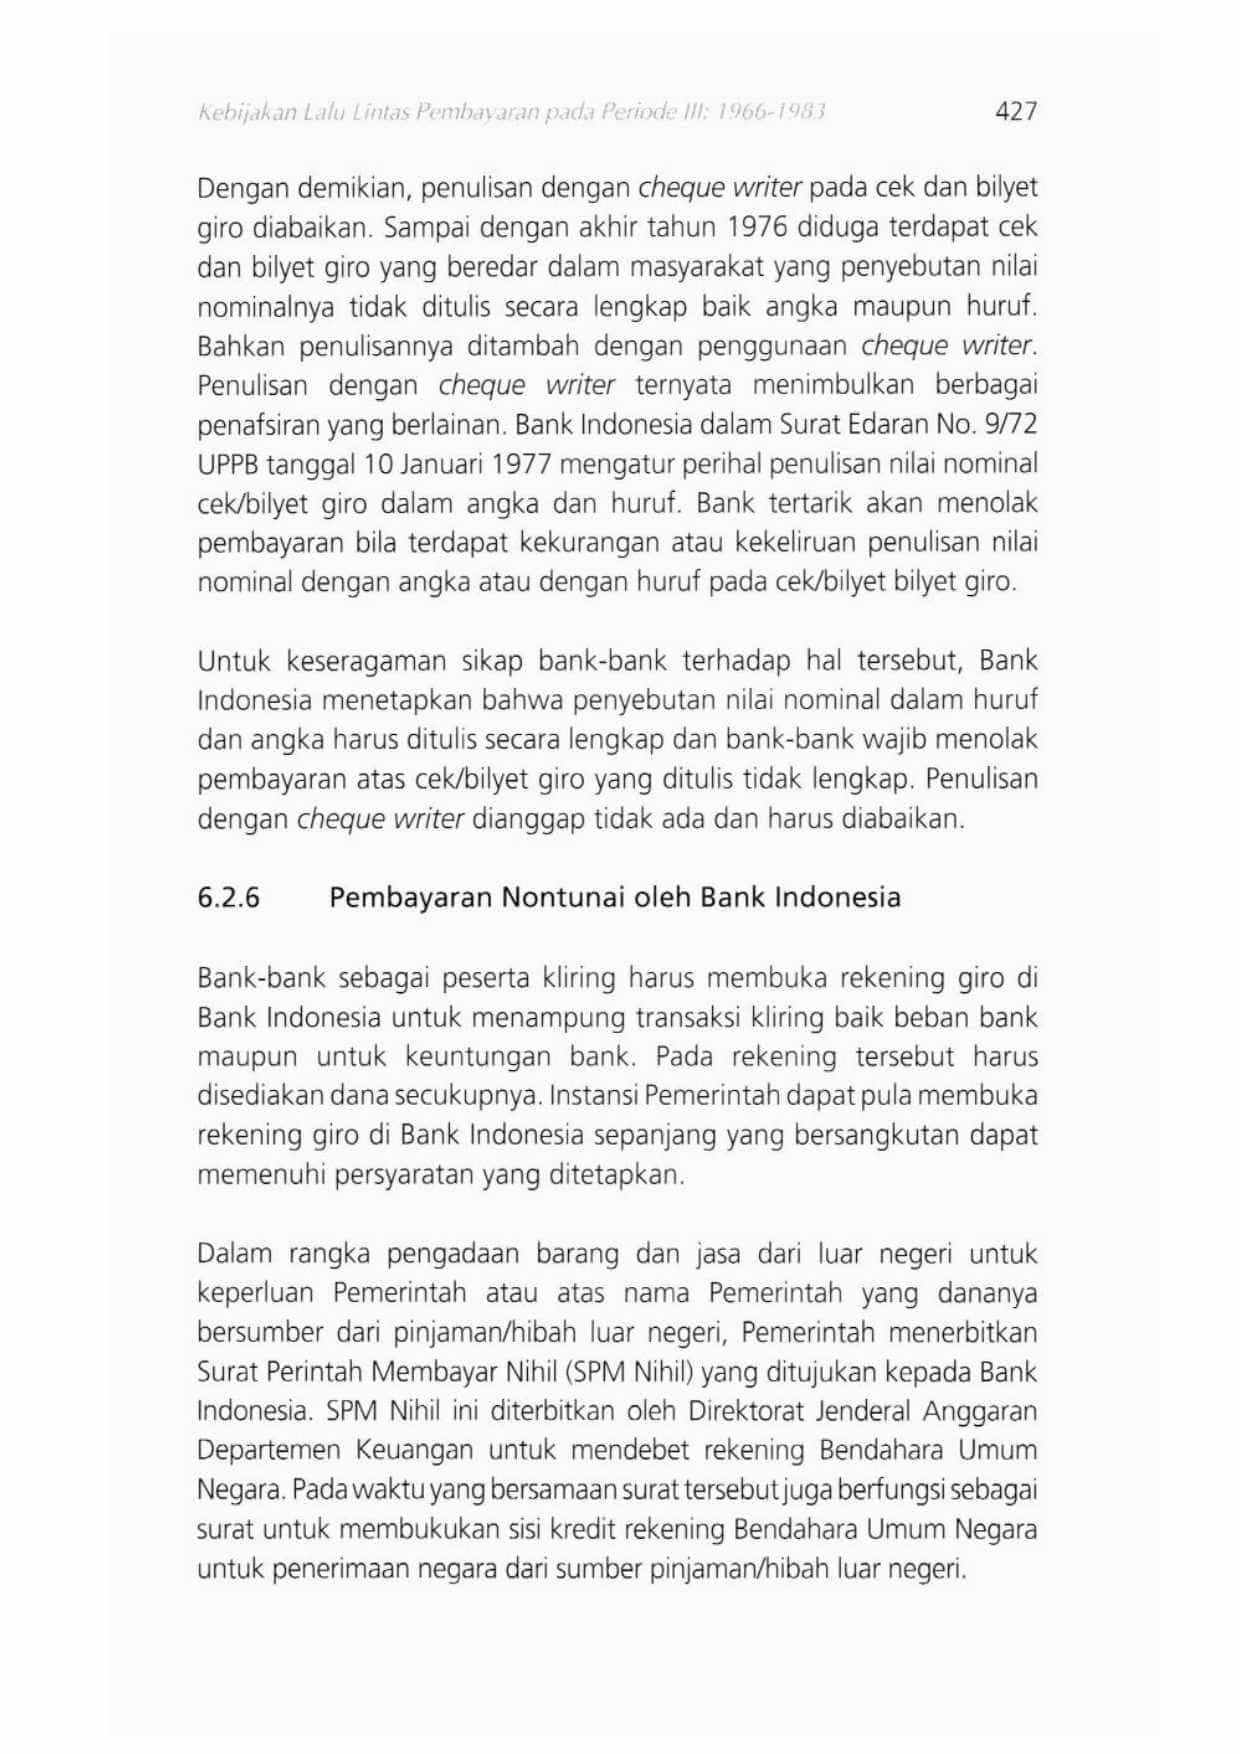 Kebijakan Lalu Lintas Pembayaran pada Periode III: 1966-1983 427
Dengan demikian, penulisan dengan cheque writer pada cek dan bilyet
giro diabaikan. Sampai dengan akhir tahun 1976 diduga terdapat cek
dan bilyet giro yang beredar dalam masyarakat yang penyebutan nilai
nominalnya tidak ditulis secara lengkap baik angka maupun huruf.
Bahkan penulisannya ditambah dengan penggunaan cheque writer.
Penulisan dengan cheque writer ternyata menimbulkan berbagai
penafsiran yang berlainan. Bank Indonesia dalam Surat Edaran No. 9/72
UPPB tanggal 10 Januari 1977 mengatur perihal penulisan nilai nominal
cek/bilyet giro dalam angka dan huruf. Bank tertarik akan menolak
pembayaran bila terdapat kekurangan atau kekeliruan penulisan nilai
nominal dengan angka atau dengan huruf pada cek/bilyet bilyet giro.
Untuk keseragaman sikap bank-bank terhadap hal tersebut, Bank
Indonesia menetapkan bahwa penyebutan nilai nominal dalam huruf
dan angka harus ditulis secara lengkap dan bank-bank wajib menolak
pembayaran atas cek/bilyet giro yang ditulis tidak lengkap. Penulisan
dengan cheque writer dianggap tidak ada dan harus diabaikan.
6.2.6 Pembayaran Nontunai oleh Bank Indonesia
Bank-bank sebagai peserta kliring harus membuka rekening giro di
Bank Indonesia untuk menampung transaksi kliring baik beban bank
maupun untuk keuntungan bank. Pada rekening tersebut harus
disediakan dana secukupnya. Instansi Pemerintah dapat pula membuka
rekening giro di Bank Indonesia sepanjang yang bersangkutan dapat
memenuhi persyaratan yang ditetapkan.
Dalam rangka pengadaan barang dan jasa dari luar negeri untuk
keperluan Pemerintah atau atas nama Pemerintah yang dananya
bersumber dari pinjaman/hibah luar negeri, Pemerintah menerbitkan
Surat Perintah Membayar Nihil (SPM Nihil) yang ditujukan kepada Bank
Indonesia. SPM Nihil ini diterbitkan oleh Direktorat Jenderal Anggaran
Departemen Keuangan untuk mendebet rekening Bendahara Umum
Negara. Pada waktu yang bersamaan surat tersebut juga berfungsi sebagai
surat untuk membukukan sisi kredit rekening Bendahara Umum Negara
untuk penerimaan negara dari sumber pinjaman/hibah luar negeri.